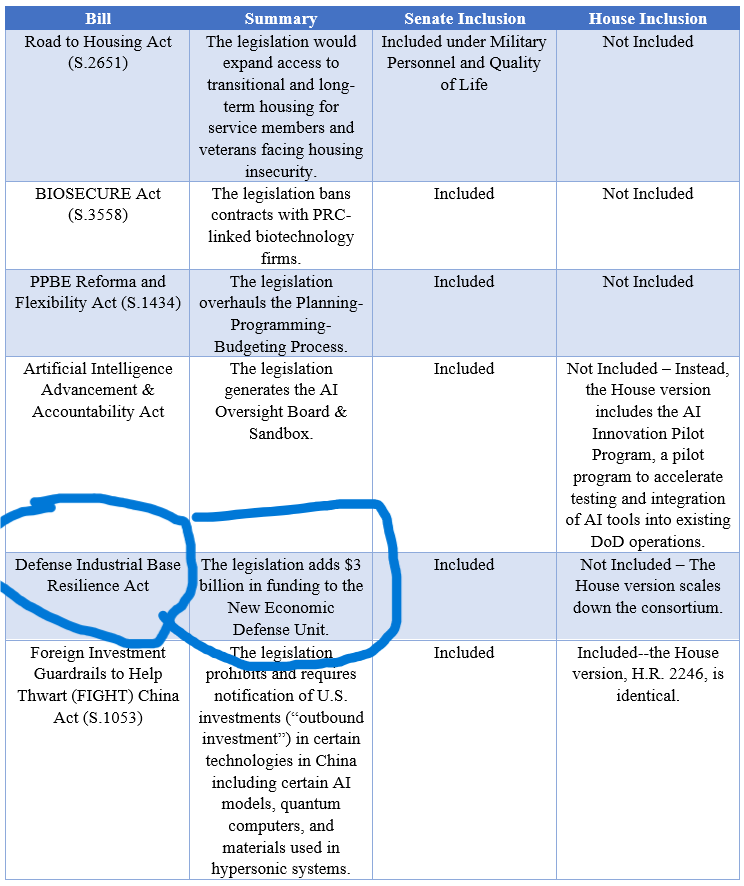 Bill Summary Senate Inclusion House Inclusion
Road to Housing Act
(S.2651)
The legislation would
expand access to
transitional and long-
term housing for
service members and
veterans facing housing
insecurity.
Included under Military
Personnel and Quality
of Life
Not Included
BIOSECURE Act
(S.3558)
The legislation bans
contracts with PRC-
linked biotechnology
firms.
Included
Not Included
PPBE Reforma and
Flexibility Act (S.1434)
The legislation
overhauls the Planning-
Programming-
Budgeting Process.
Included
Not Included
Artificial Intelligence
Advancement &
Accountability Act
The legislation
generates the AI
Oversight Board &
Sandbox.
Included
Not Included – Instead,
the House version
includes the AI
Innovation Pilot
Program, a pilot
program to accelerate
testing and integration
of AI tools into existing
DoD operations.
Defense Industrial Base
Resilience Act
The legislation adds $3
billion in funding to the
New Economic
Defense Unit.
Included
Not Included – The
House version scales
down the consortium.
Foreign Investment
Guardrails to Help
Thwart (FIGHT) China
Act (S.1053)
The legislation
prohibits and requires
notification of U.S.
investments (“outbound
investment”) in certain
technologies in China
including certain AI
models, quantum
computers, and
materials used in
hypersonic systems.
Included
Included--the House
version, H.R. 2246, is
identical.